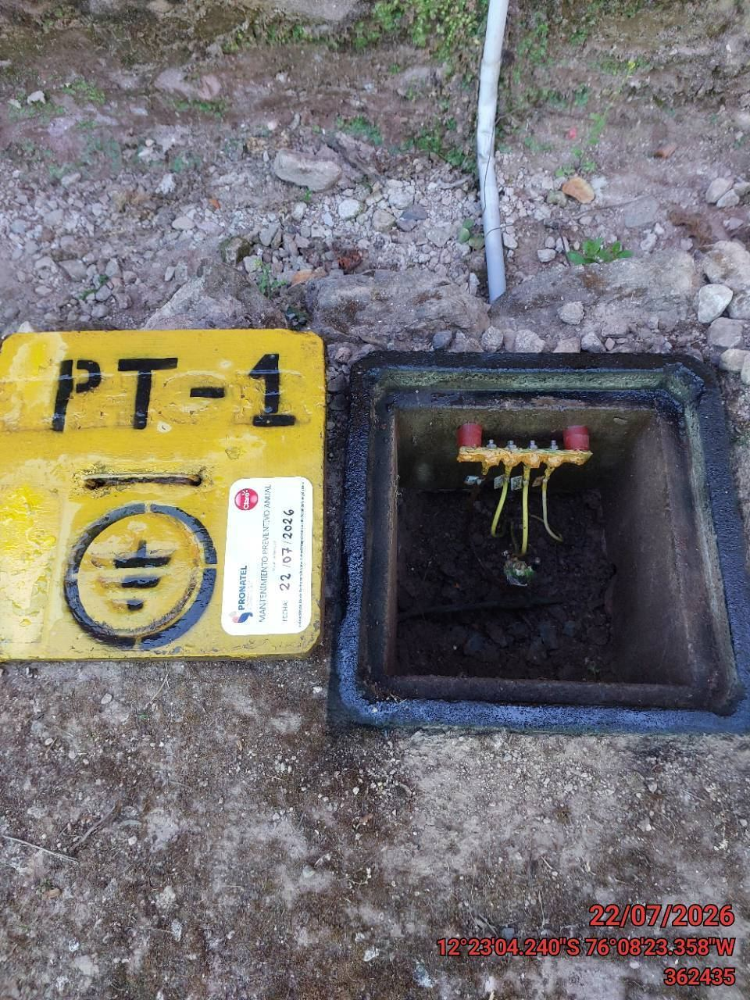 PT-1
Claro
PRONATEL
MANTENIMIENTO PREVENTIVO ANUAL
FECHA: 22/07/2026
22/07/2026
12°23'04.240"S 76°08'23.358"W
362435